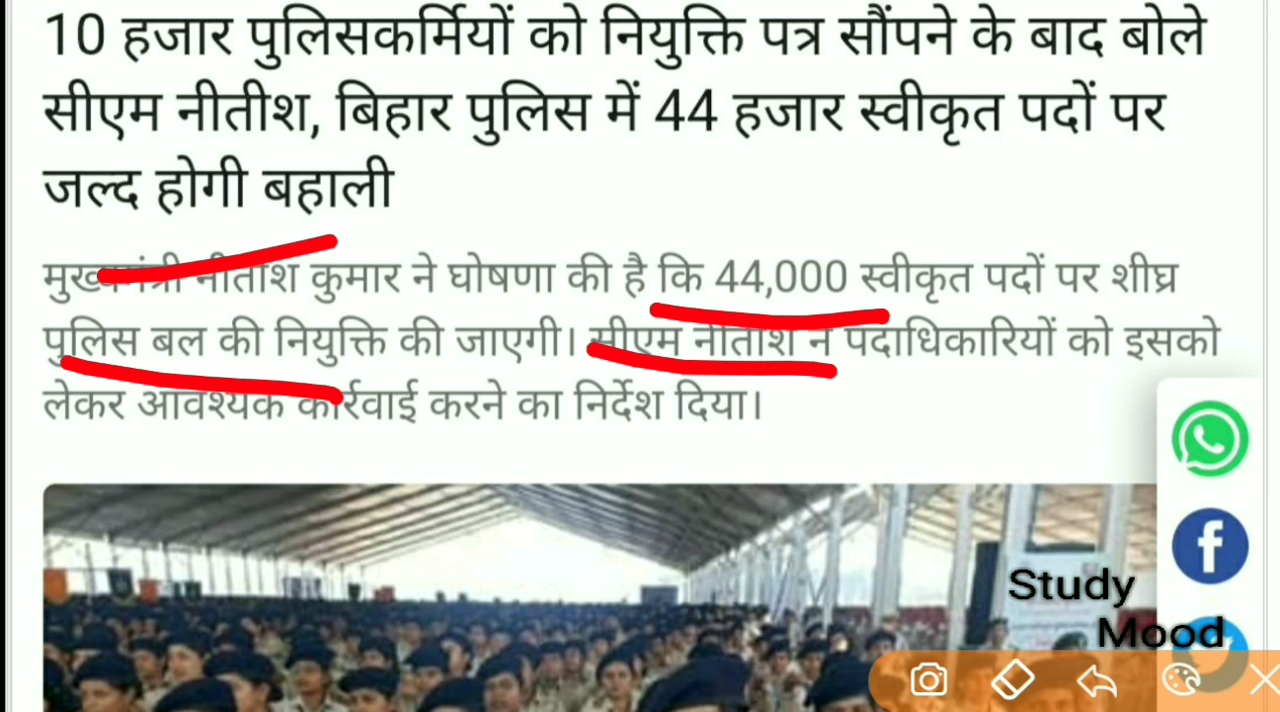 10 हजार पुलिसकर्मियों को नियुक्ति पत्र सौंपने के बाद बोले
सीएम नीतीश, बिहार पुलिस में 44 हजार स्वीकृत पदों पर
जल्द होगी बहाली
मुख्यमंत्री नीतीश कुमार ने घोषणा की है कि 44,000 स्वीकृत पदों पर शीघ्र
पुलिस बल की नियुक्ति की जाएगी। सीएम नीतीश ने पदाधिकारियों को इसको
लेकर आवश्यक कार्रवाई करने का निर्देश दिया।
Study
Mood